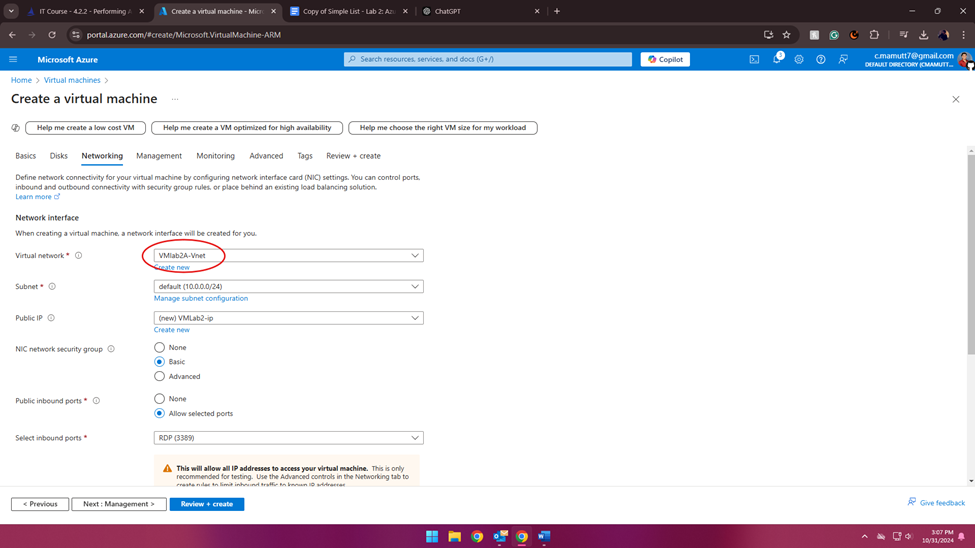 IT Course - 4.2.2 - Performing A
Create a virtual machine - Micr
Copy of Simple List - Lab 2: Az
ChatGPT
portal.azure.com/#create/Microsoft.VirtualMachine-ARM
Microsoft Azure
Search resources, services, and docs (G+/)
Copilot
c.mamutt7@gmail.com
DEFAULT DIRECTORY (CMAMUTT...
Home > Virtual machines >
Create a virtual machine ...
Help me create a low cost VM
Help me create a VM optimized for high availability
Help me choose the right VM size for my workload
Basics Disks Networking Management Monitoring Advanced Tags Review + create
Define network connectivity for your virtual machine by configuring network interface card (NIC) settings. You can control ports,
inbound and outbound connectivity with security group rules, or place behind an existing load balancing solution.
Learn more
Network interface
When creating a virtual machine, a network interface will be created for you.
Virtual network * VMlab2A-Vnet
Create new
Subnet * default (10.0.0.0/24)
Manage subnet configuration
Public IP (new) VMLab2-ip
Create new
NIC network security group None
Basic
Advanced
Public inbound ports * None
Allow selected ports
Select inbound ports * RDP (3389)
This will allow all IP addresses to access your virtual machine. This is only
recommended for testing. Use the Advanced controls in the Networking tab to
create rules to limit inbound traffic to known IP addresses.
< Previous
Next : Management >
Review + create
Give feedback
3:07 PM
10/31/2024